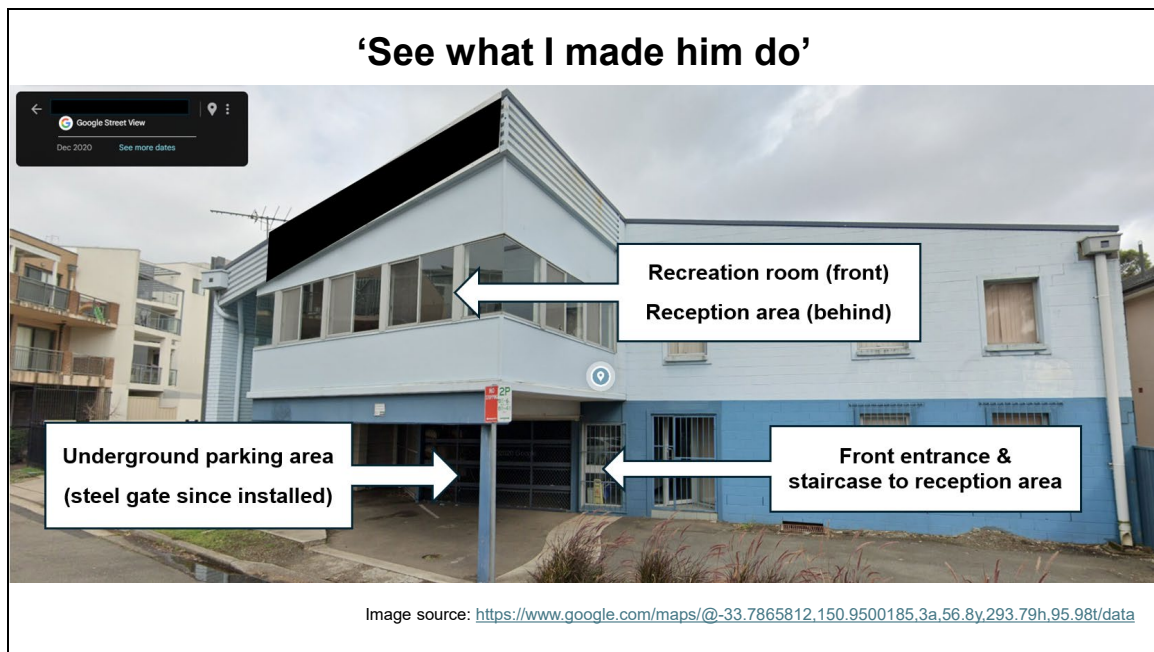 ‘See what I made him do’
Google Street View
Dec 2020 See more dates
Recreation room (front)
Reception area (behind)
2P
Underground parking area
(steel gate since installed)
Front entrance &
staircase to reception area
Image source: https://www.google.com/maps/@-33.7865812,150.9500185,3a,56.8y,293.79h,95.98t/data